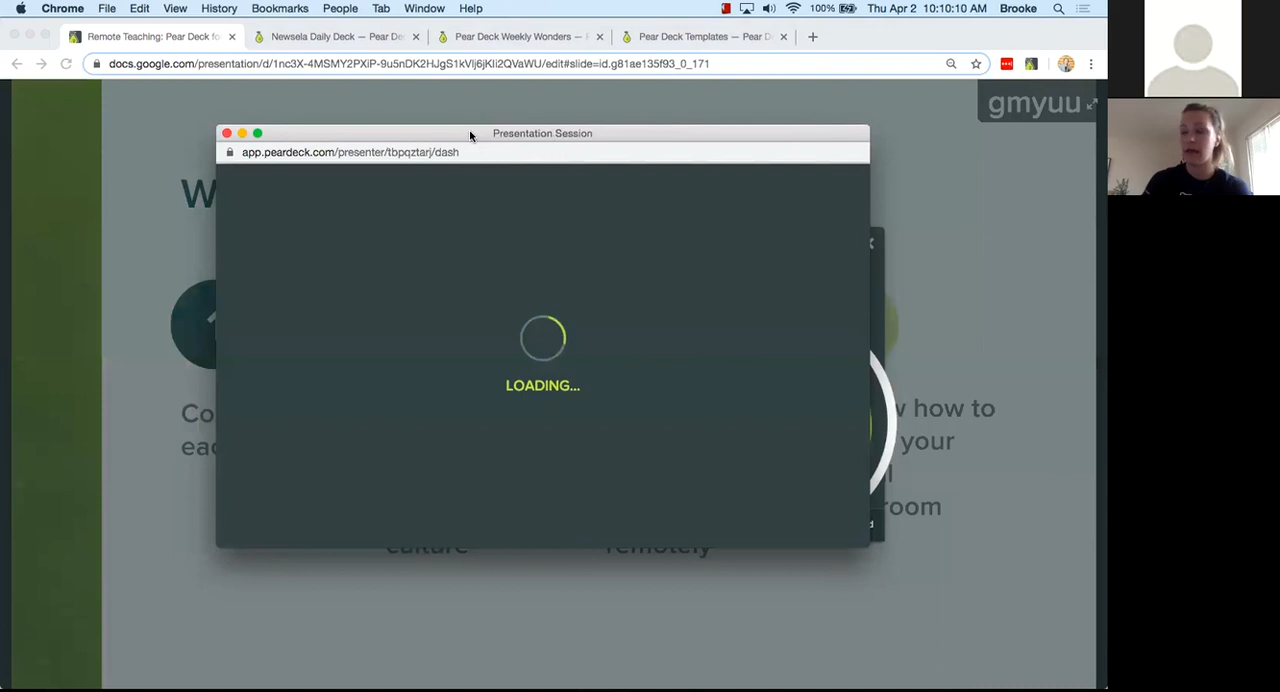 Chrome File Edit View History Bookmarks People Tab Window Help 100% Thu Apr 2 10:10:10 AM Brooke
Remote Teaching: Pear Deck fo
Newsela Daily Deck — Pear De
Pear Deck Weekly Wonders — P
Pear Deck Templates — Pear D
docs.google.com/presentation/d/1nc3X-4MSMY2PXiP-9u5nDK2HJgS1kVlj6jKli2QVaWU/edit#slide=id.g81ae135f93_0_171
gmyuu
Presentation Session
app.peardeck.com/presenter/tbpqztarj/dash
W
LOADING...
Co
eac
w how to
your
l
room
d
culture
remotely